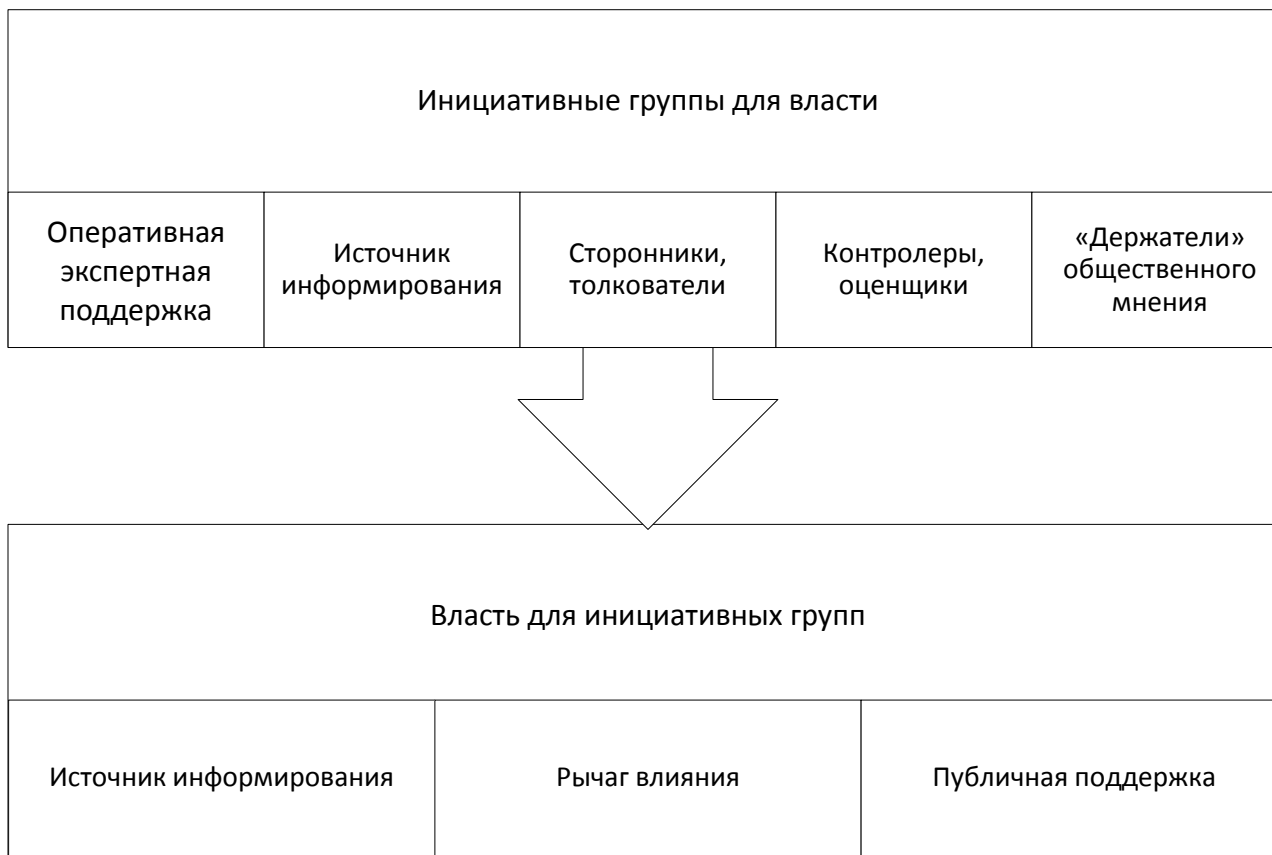 Инициативные группы для власти
Оперативная
экспертная
поддержка
Источник
информирования
Сторонники,
толкователи
Контролеры,
оценщики
«Держатели»
общественного
мнения
Власть для инициативных групп
Источник информирования
Рычаг влияния
Публичная поддержка